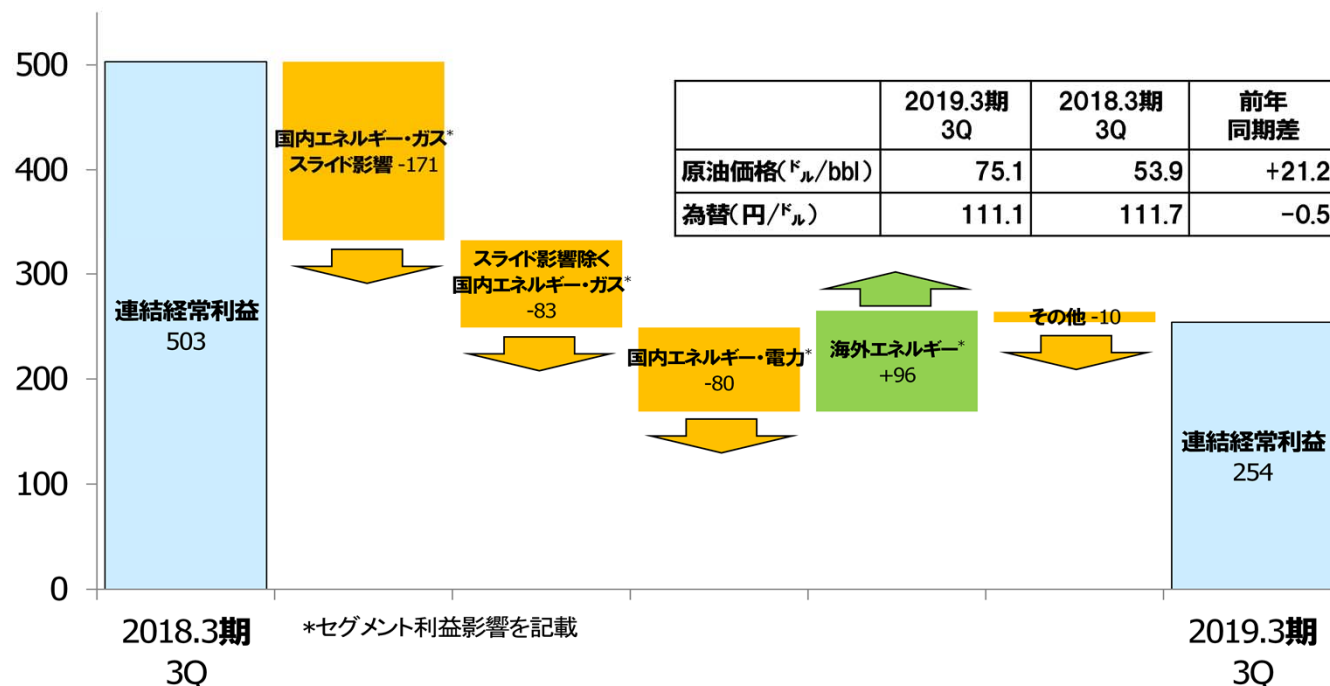 500
400
300
200
100
0
連結経常利益
503
国内エネルギー・ガス*
スライド影響 -171
スライド影響除く
国内エネルギー・ガス*
-83
国内エネルギー・電力*
-80
海外エネルギー*
+96
その他 -10
連結経常利益
254
2019.3期 2018.3期 前年
3Q 3Q 同期差
原油価格(ドル/bbl) 75.1 53.9 +21.2
為替(円/ドル) 111.1 111.7 -0.5
2018.3期
3Q
*セグメント利益影響を記載
2019.3期
3Q